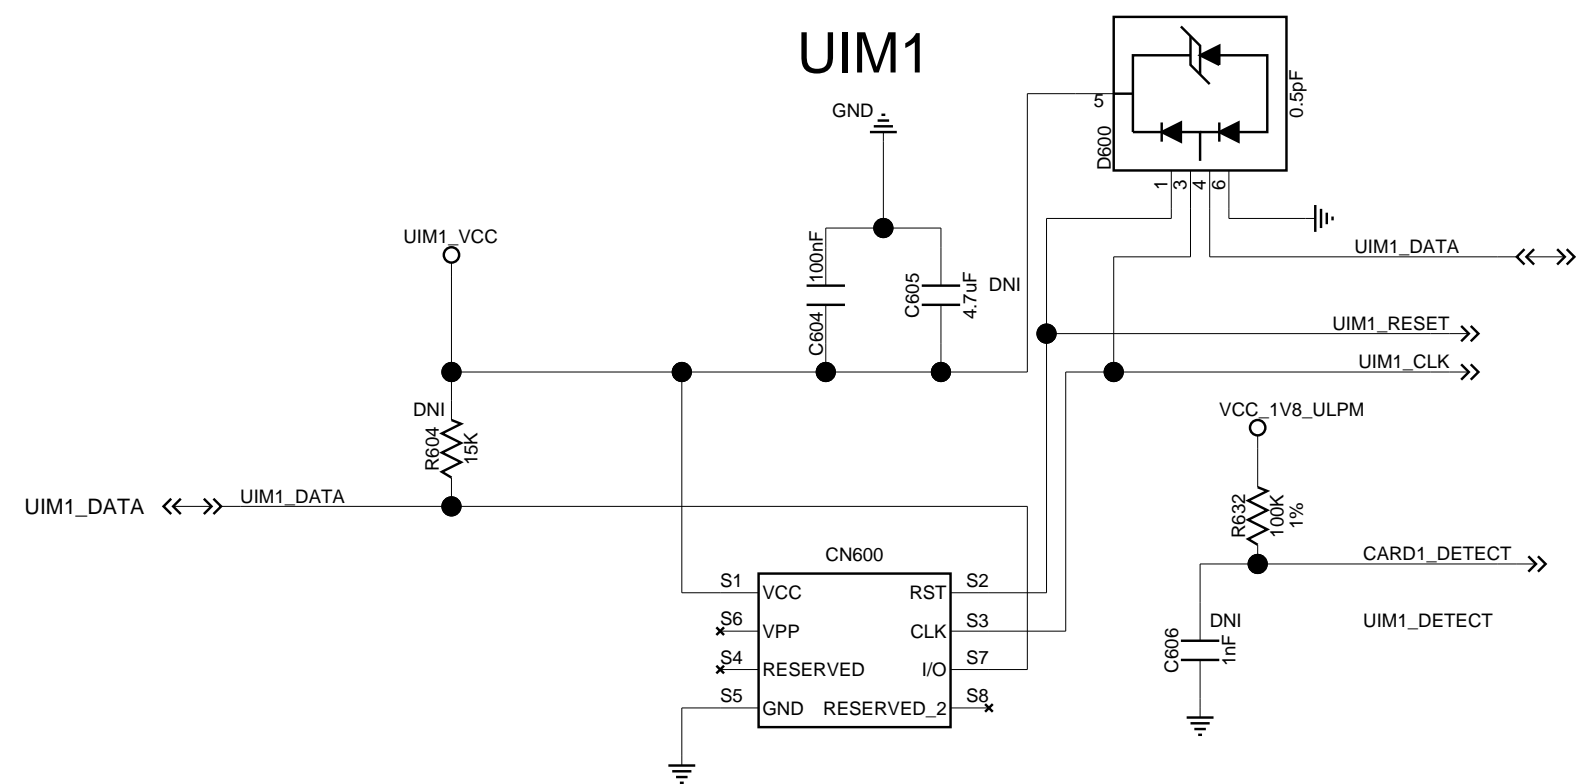 UIM1
GND
5
D600
0.5pF
1
3
4
6
UIM1_VCC
100nF
C604
C605
4.7uF
DNI
UIM1_DATA
UIM1_RESET
UIM1_CLK
DNI
R604
15K
VCC_1V8_ULPM
UIM1_DATA
UIM1_DATA
R632
100K
1%
CARD1_DETECT
CN600
S1
VCC
RST
S2
S6
VPP
CLK
S3
S4
RESERVED
I/O
S7
S5
GND
RESERVED_2
S8
DNI
C606
1nF
UIM1_DETECT